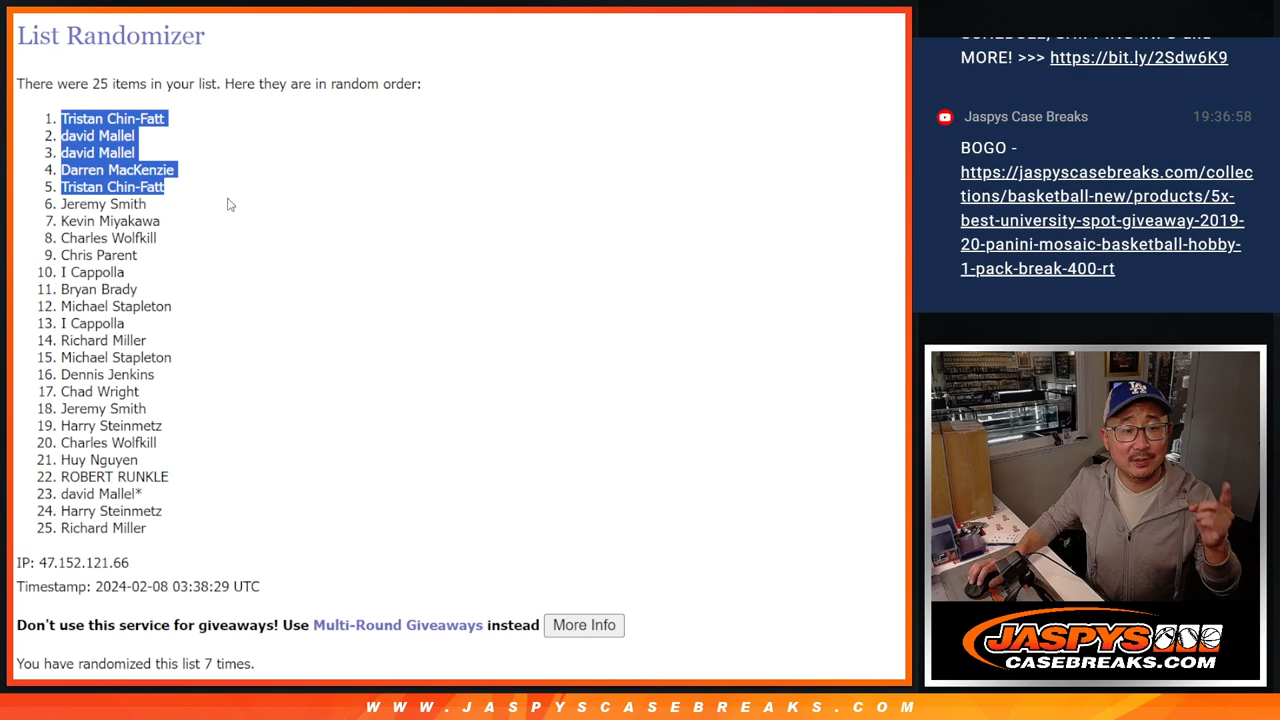 List Randomizer
There were 25 items in your list. Here they are in random order:
1. Tristan Chin-Fatt
2. david Mallel
3. david Mallel
4. Darren MacKenzie
5. Tristan Chin-Fatt
6. Jeremy Smith
7. Kevin Miyakawa
8. Charles Wolfkill
9. Chris Parent
10. I Cappolla
11. Bryan Brady
12. Michael Stapleton
13. I Cappolla
14. Richard Miller
15. Michael Stapleton
16. Dennis Jenkins
17. Chad Wright
18. Jeremy Smith
19. Harry Steinmetz
20. Charles Wolfkill
21. Huy Nguyen
22. ROBERT RUNKLE
23. david Mallel*
24. Harry Steinmetz
25. Richard Miller
IP: 47.152.121.66
Timestamp: 2024-02-08 03:38:29 UTC
Don't use this service for giveaways! Use Multi-Round Giveaways instead More Info
You have randomized this list 7 times.
SCHEDULE, SHIPPING INFO and
MORE! >>> https://bit.ly/2Sdw6K9
Jaspys Case Breaks 19:36:58
BOGO -
https://jaspyscasebreaks.com/collec
tions/basketball-new/products/5x-
best-university-spot-giveaway-2019-
20-panini-mosaic-basketball-hobby-
1-pack-break-400-rt
LA
JASPYS
CASEBREAKS.COM
WWW.JASPYSCASEBREAKS.COM